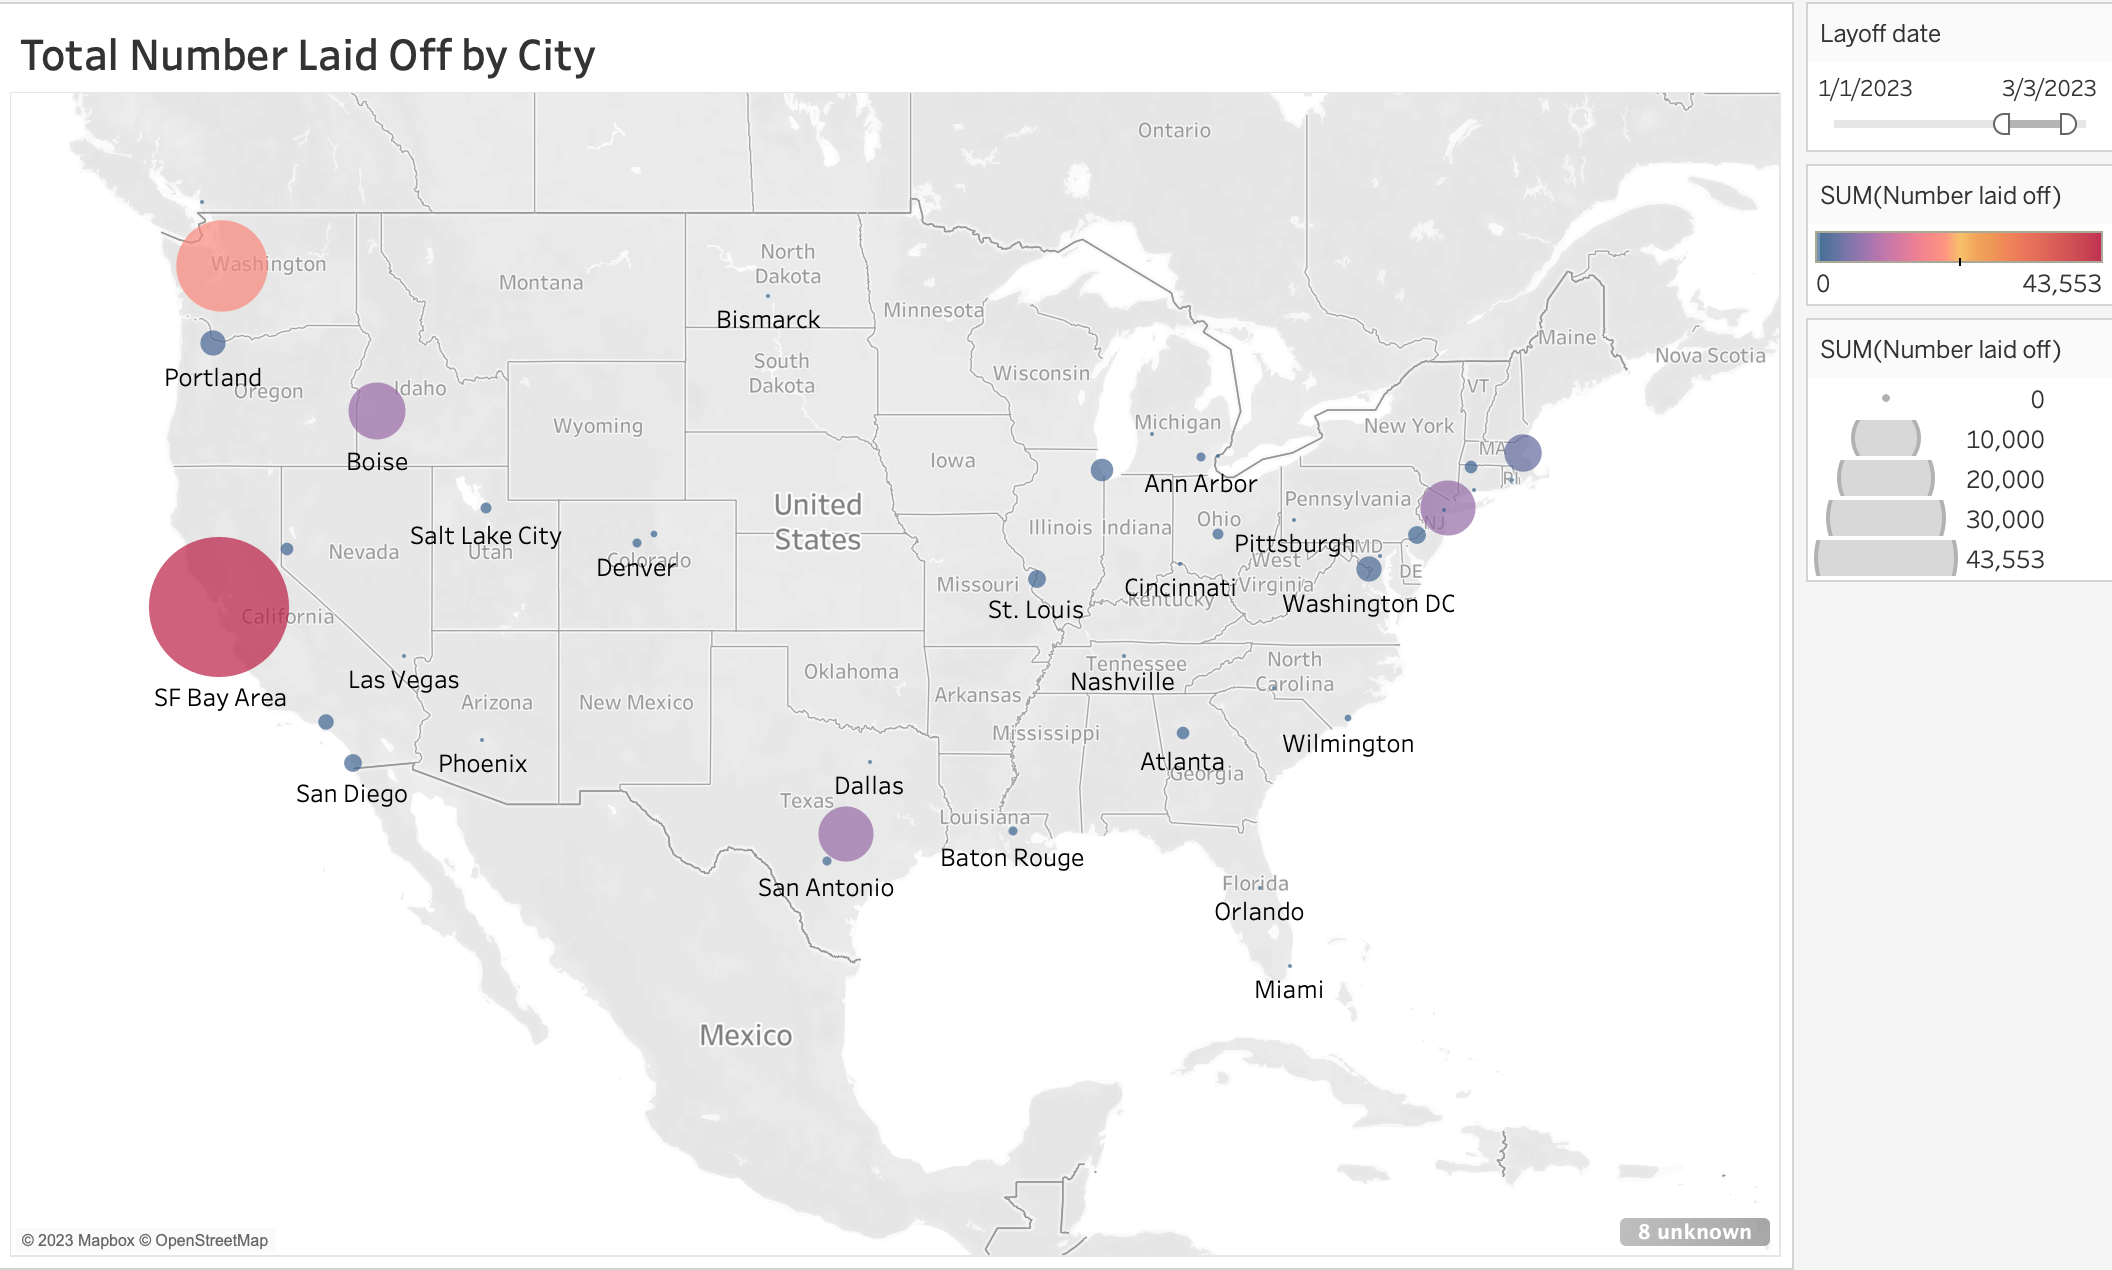 Total Number Laid Off by City
Ontario
Washington
Montana
North
Dakota
Bismarck
Minnesota
Maine
Nova Scotia
Portland
Oregon
Idaho
Boise
Wyoming
South
Dakota
Wisconsin
Michigan
VT
New York
MA
RI
Iowa
Ann Arbor
Pennsylvania
NJ
United
States
Salt Lake City
Utah
Nevada
Denver
Colorado
Illinois
Indiana
Ohio
Pittsburgh
MD
DE
West
Virginia
Missouri
St. Louis
Cincinnati
Kentucky
Washington DC
California
SF Bay Area
Las Vegas
Arizona
New Mexico
Oklahoma
Arkansas
Tennessee
Nashville
North
Carolina
Mississippi
Wilmington
Atlanta
Georgia
San Diego
Phoenix
Dallas
Texas
San Antonio
Louisiana
Baton Rouge
Florida
Orlando
Miami
Mexico
© 2023 Mapbox © OpenStreetMap
8 unknown
Layoff date
1/1/2023 3/3/2023
SUM(Number laid off)
0 43,553
SUM(Number laid off)
0
10,000
20,000
30,000
43,553